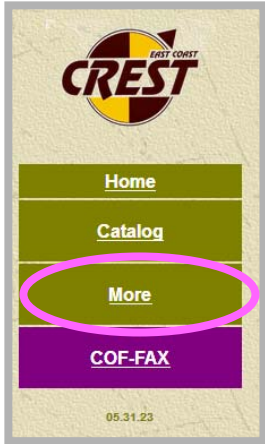 EAST COAST
CREST
Home
Catalog
More
COF-FAX
05.31.23